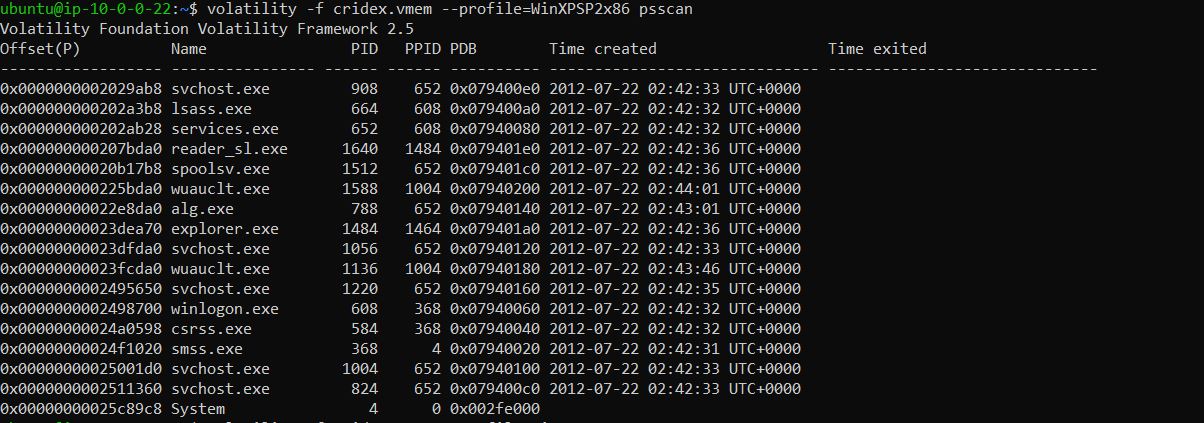 ubuntu@ip-10-0-0-22:~$ volatility -f cridex.vmem --profile=WinXPSP2x86 psscan
Volatility Foundation Volatility Framework 2.5
Offset(P)          Name                PID   PPID PDB        Time created                   Time exited
------------------ ---------------- ------ ------ ---------- ------------------------------ ------------------------------
0x0000000002029ab8 svchost.exe         908    652 0x079400e0 2012-07-22 02:42:33 UTC+0000
0x000000000202a3b8 lsass.exe           664    608 0x079400a0 2012-07-22 02:42:32 UTC+0000
0x000000000202ab28 services.exe        652    608 0x07940080 2012-07-22 02:42:32 UTC+0000
0x000000000207bda0 reader_sl.exe      1640   1484 0x079401e0 2012-07-22 02:42:36 UTC+0000
0x00000000020b17b8 spoolsv.exe        1512    652 0x079401c0 2012-07-22 02:42:36 UTC+0000
0x000000000225bda0 wuauclt.exe        1588   1004 0x07940200 2012-07-22 02:44:01 UTC+0000
0x00000000022e8da0 alg.exe             788    652 0x07940140 2012-07-22 02:43:01 UTC+0000
0x00000000023dea70 explorer.exe       1484   1464 0x079401a0 2012-07-22 02:42:36 UTC+0000
0x00000000023dfda0 svchost.exe        1056    652 0x07940120 2012-07-22 02:42:33 UTC+0000
0x00000000023fcda0 wuauclt.exe        1136   1004 0x07940180 2012-07-22 02:43:46 UTC+0000
0x0000000002495650 svchost.exe        1220    652 0x07940160 2012-07-22 02:42:35 UTC+0000
0x0000000002498700 winlogon.exe        608    368 0x07940060 2012-07-22 02:42:32 UTC+0000
0x00000000024a0598 csrss.exe           584    368 0x07940040 2012-07-22 02:42:32 UTC+0000
0x00000000024f1020 smss.exe            368      4 0x07940020 2012-07-22 02:42:31 UTC+0000
0x00000000025001d0 svchost.exe        1004    652 0x07940100 2012-07-22 02:42:33 UTC+0000
0x0000000002511360 svchost.exe         824    652 0x079400c0 2012-07-22 02:42:33 UTC+0000
0x00000000025c89c8 System                4      0 0x002fe000